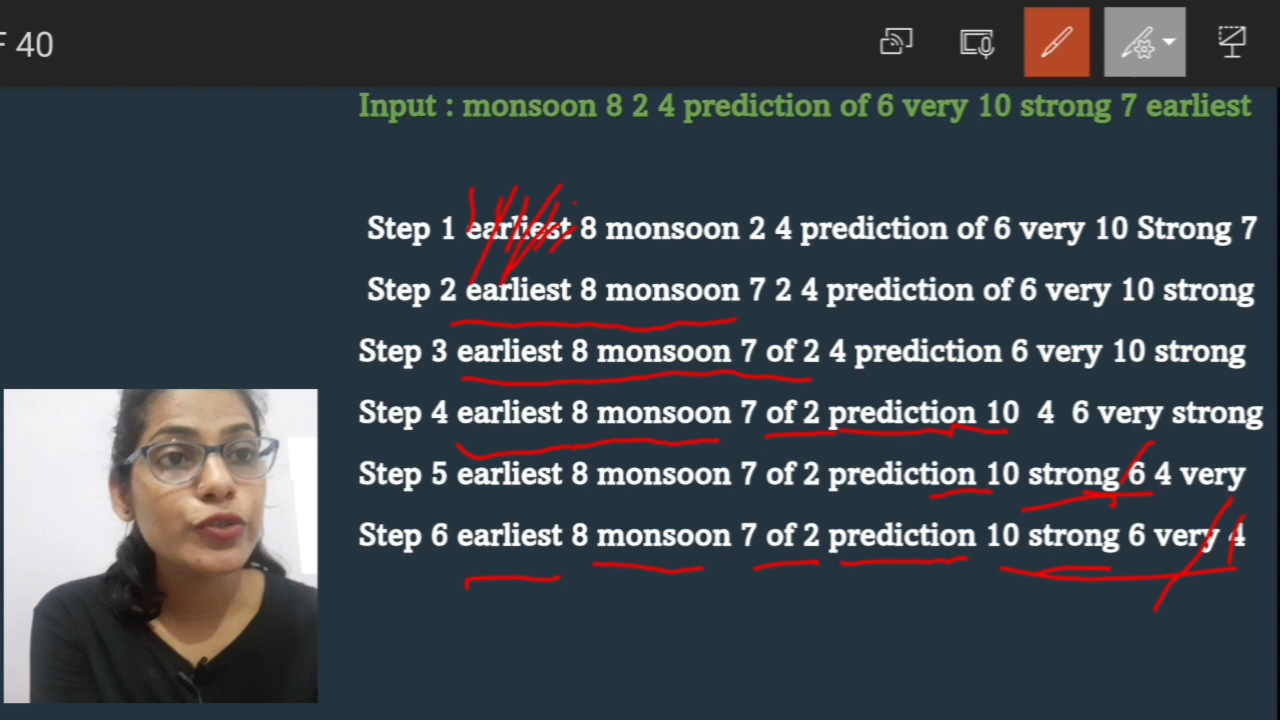 F 40
Input : monsoon 8 2 4 prediction of 6 very 10 strong 7 earliest
Step 1 earliest 8 monsoon 2 4 prediction of 6 very 10 Strong 7
Step 2 earliest 8 monsoon 7 2 4 prediction of 6 very 10 strong
Step 3 earliest 8 monsoon 7 of 2 4 prediction 6 very 10 strong
Step 4 earliest 8 monsoon 7 of 2 prediction 10 4 6 very strong
Step 5 earliest 8 monsoon 7 of 2 prediction 10 strong 6 4 very
Step 6 earliest 8 monsoon 7 of 2 prediction 10 strong 6 very 4